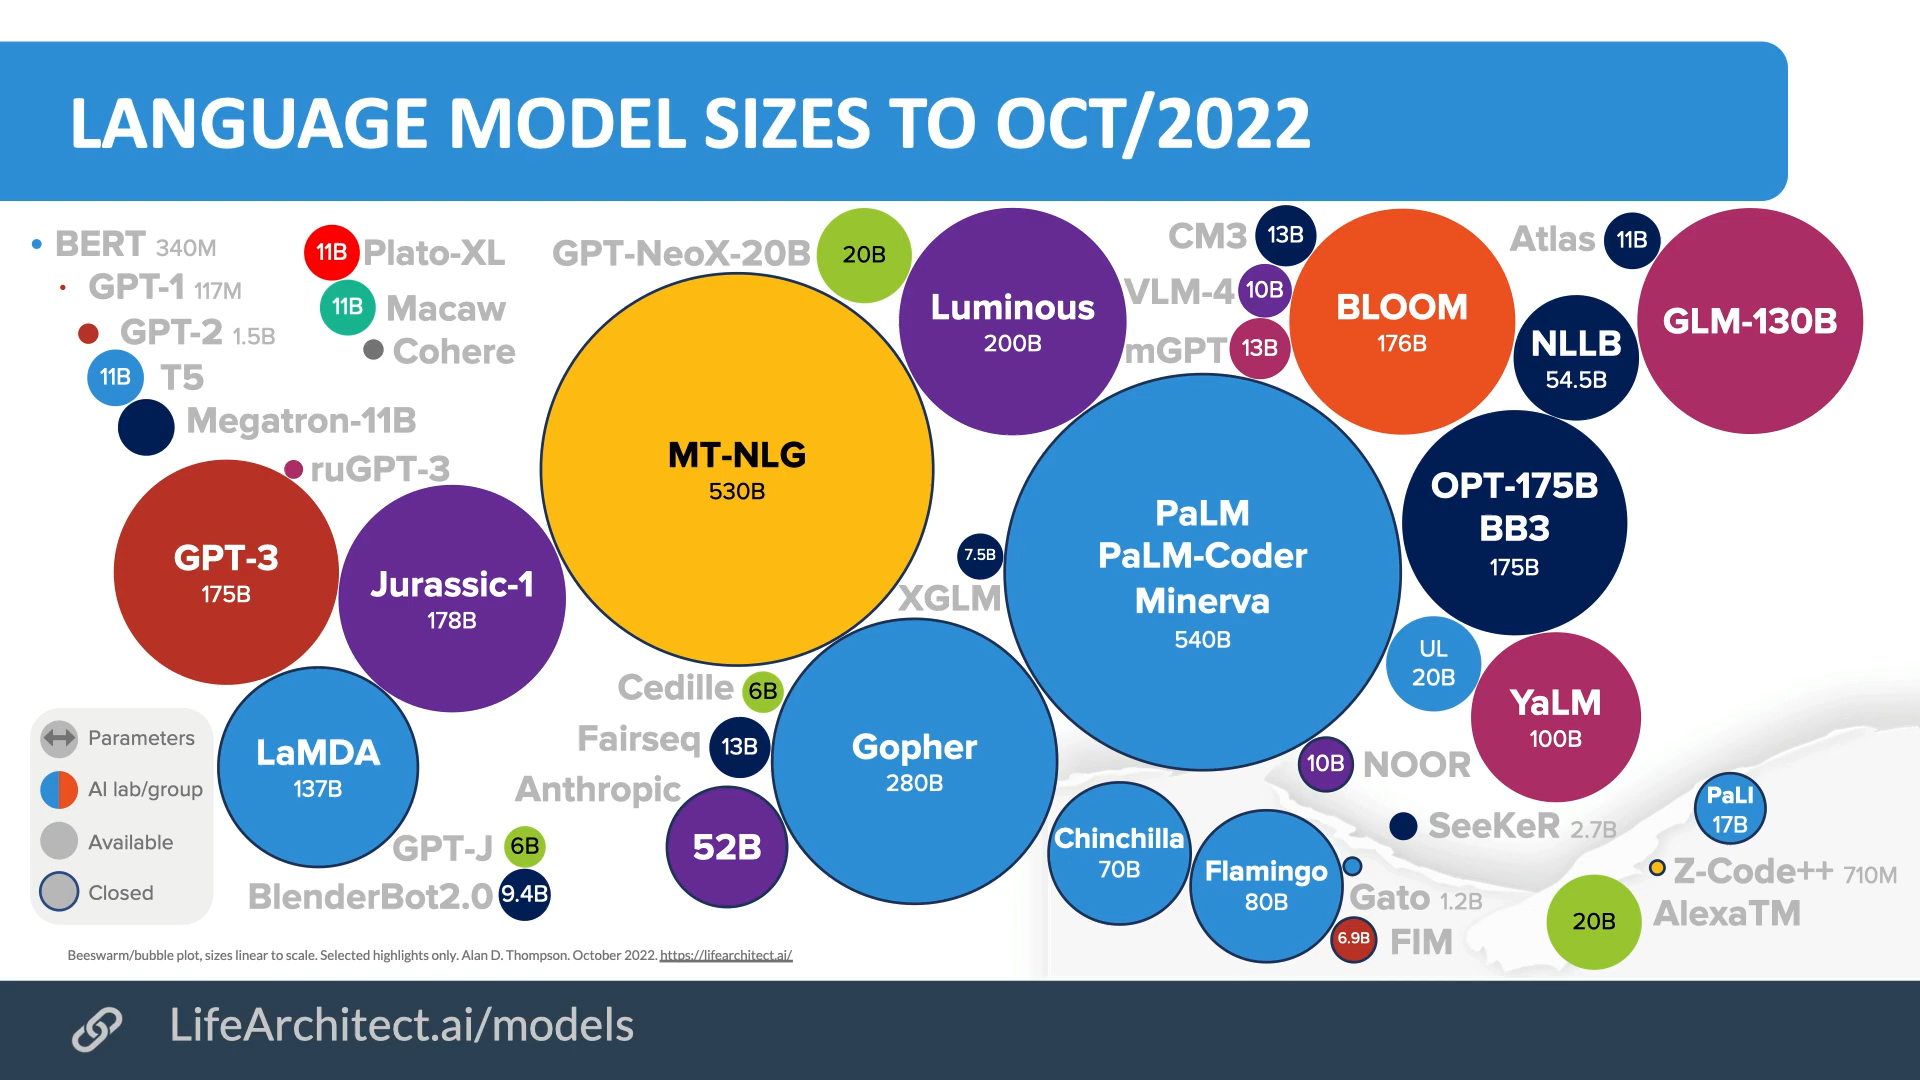 LANGUAGE MODEL SIZES TO OCT/2022
BERT 340M
GPT-1 117M
GPT-2 1.5B
11B T5
Megatron-11B
ruGPT-3
11B Plato-XL
11B Macaw
Cohere
GPT-NeoX-20B 20B
Luminous
200B
CM3 13B
VLM-4 10B
mGPT 13B
BLOOM
176B
Atlas 11B
NLLB
54.5B
GLM-130B
MT-NLG
530B
GPT-3
175B
Jurassic-1
178B
7.5B
XGLM
PaLM
PaLM-Coder
Minerva
540B
OPT-175B
BB3
175B
UL
20B
YaLM
100B
LaMDA
137B
Cedille 6B
Fairseq 13B
Anthropic
52B
Gopher
280B
10B NOOR
SeeKeR 2.7B
PaLI
17B
Chinchilla
70B
Flamingo
80B
Gato 1.2B
6.9B FIM
Z-Code++ 710M
20B AlexaTM
GPT-J 6B
BlenderBot2.0 9.4B
Parameters
AI lab/group
Available
Closed
Beeswarm/bubble plot, sizes linear to scale. Selected highlights only. Alan D. Thompson. October 2022. https://lifearchitect.ai/
LifeArchitect.ai/models